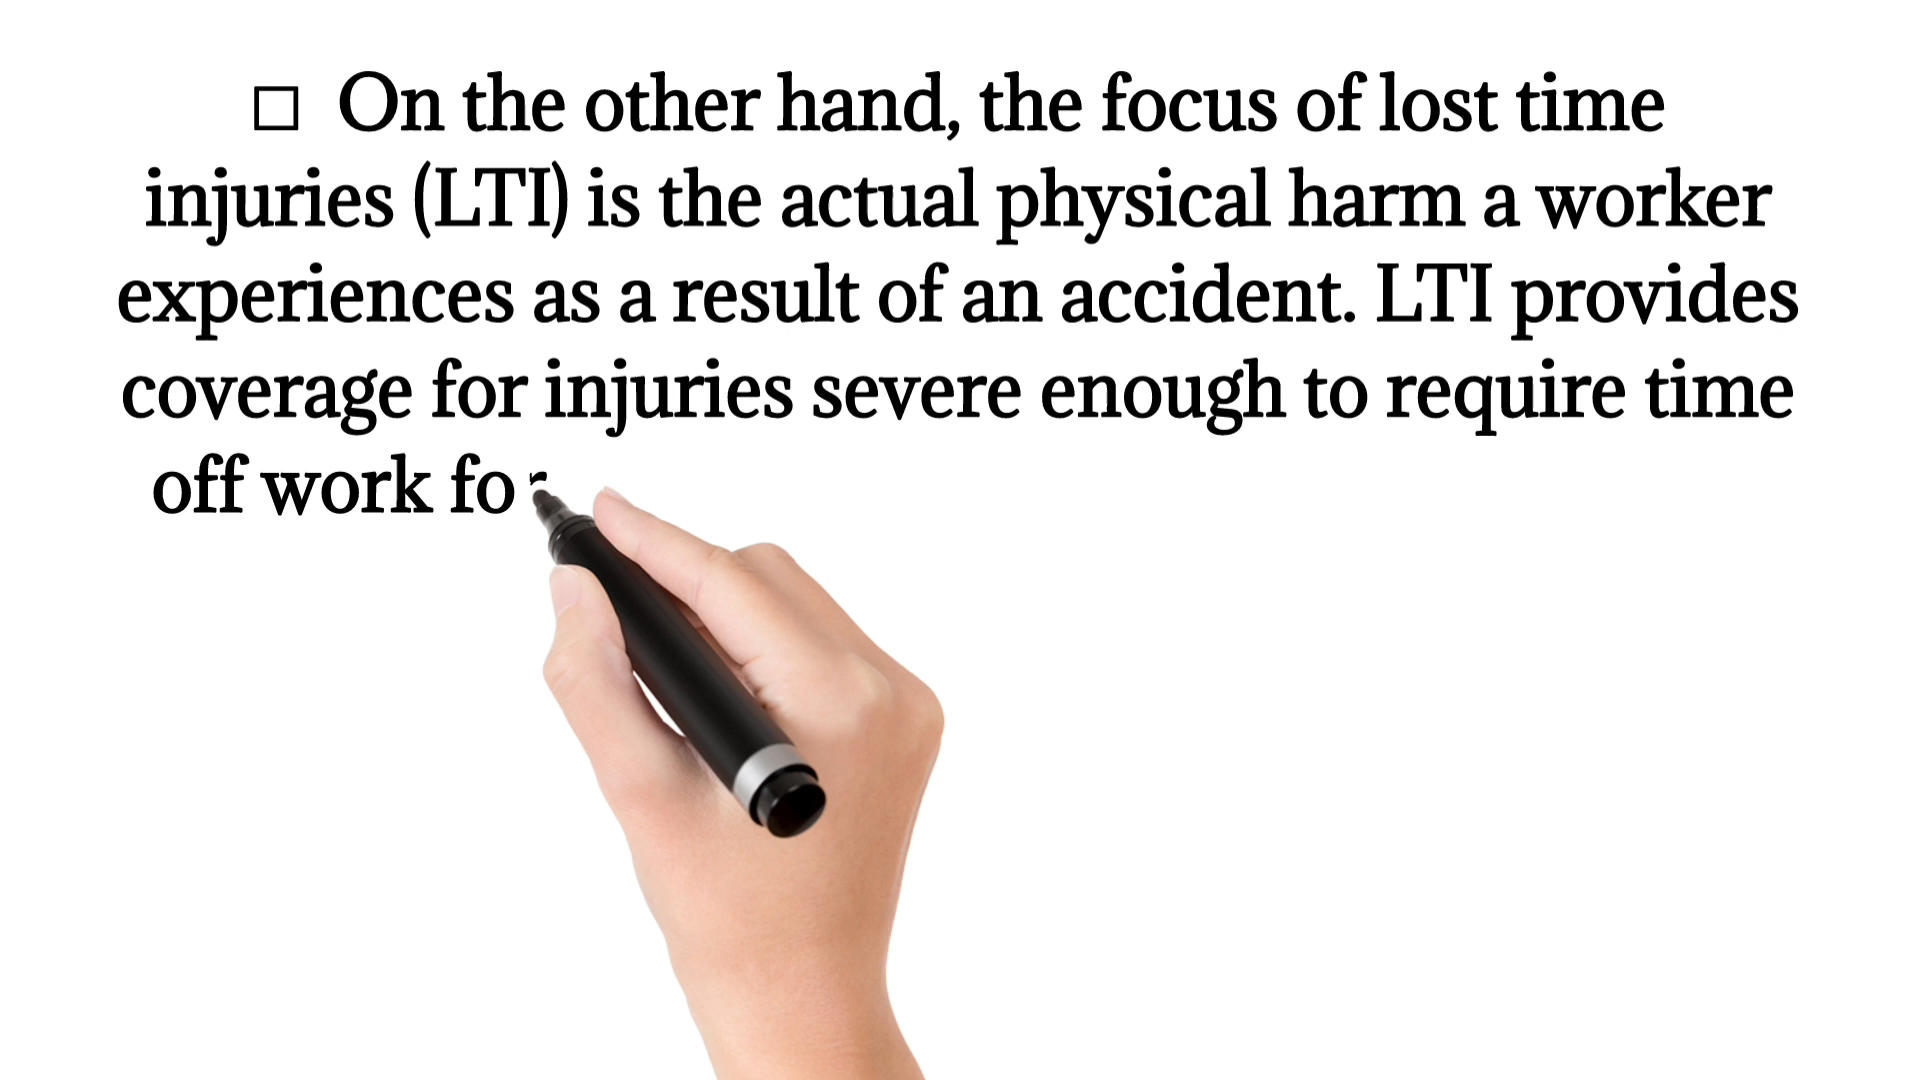 □ On the other hand, the focus of lost time
injuries (LTI) is the actual physical harm a worker
experiences as a result of an accident. LTI provides
coverage for injuries severe enough to require time
off work for